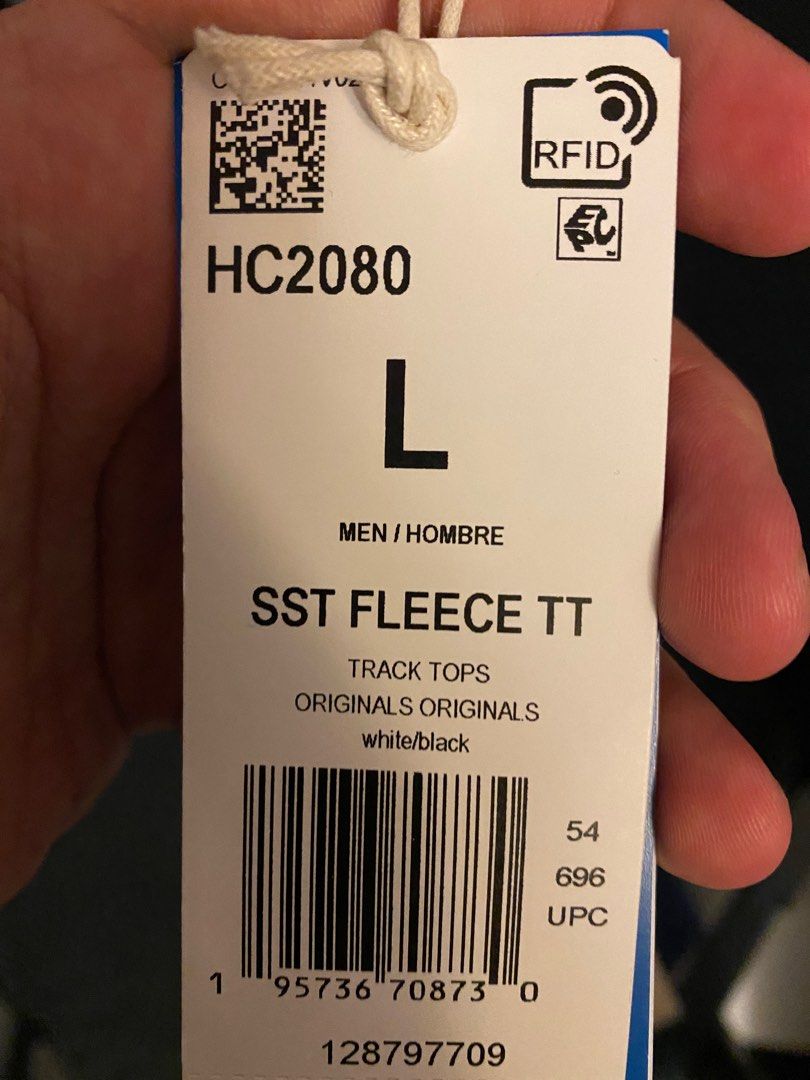 RFID
EPC
HC2080
L
MEN / HOMBRE
SST FLEECE TT
TRACK TOPS
ORIGINALS ORIGINALS
white/black
54
696
UPC
1 95736 70873 0
128797709